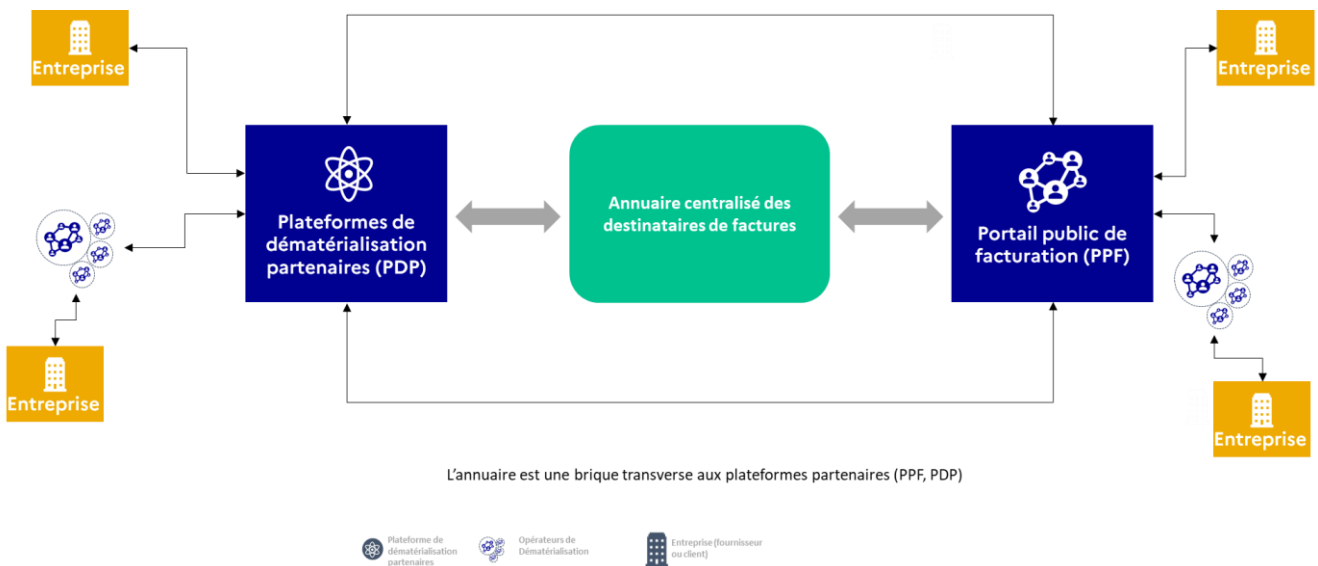 Entreprise
Entreprise
Plateformes de
dématérialisation
partenaires (PDP)
Annuaire centralisé des
destinataires de factures
Portail public de
facturation (PPF)
Entreprise
Entreprise
L’annuaire est une brique transverse aux plateformes partenaires (PPF, PDP)
Plateforme de
dématérialisation
partenaires
Opérateurs de
Dématérialisation
Entreprise (fournisseur
ou client)